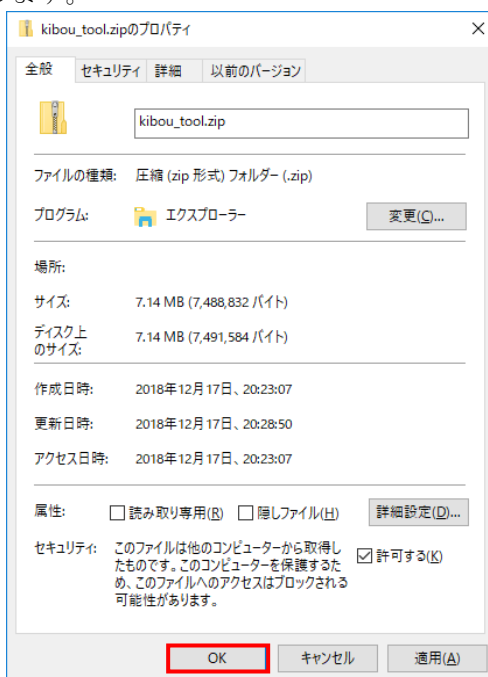 ます。
kibou_tool.zipのプロパティ
全般 セキュリティ 詳細 以前のバージョン
kibou_tool.zip
ファイルの種類: 圧縮 (zip 形式) フォルダー (.zip)
プログラム: エクスプローラー 変更(C)...
場所:
サイズ: 7.14 MB (7,488,832 バイト)
ディスク上
のサイズ: 7.14 MB (7,491,584 バイト)
作成日時: 2018年12月17日、20:23:07
更新日時: 2018年12月17日、20:28:50
アクセス日時: 2018年12月17日、20:23:07
属性: 読み取り専用(R) 隠しファイル(H) 詳細設定(D)...
セキュリティ: このファイルは他のコンピューターから取得し
たものです。このコンピューターを保護するた
め、このファイルへのアクセスはブロックされる
可能性があります。
許可する(K)
OK キャンセル 適用(A)